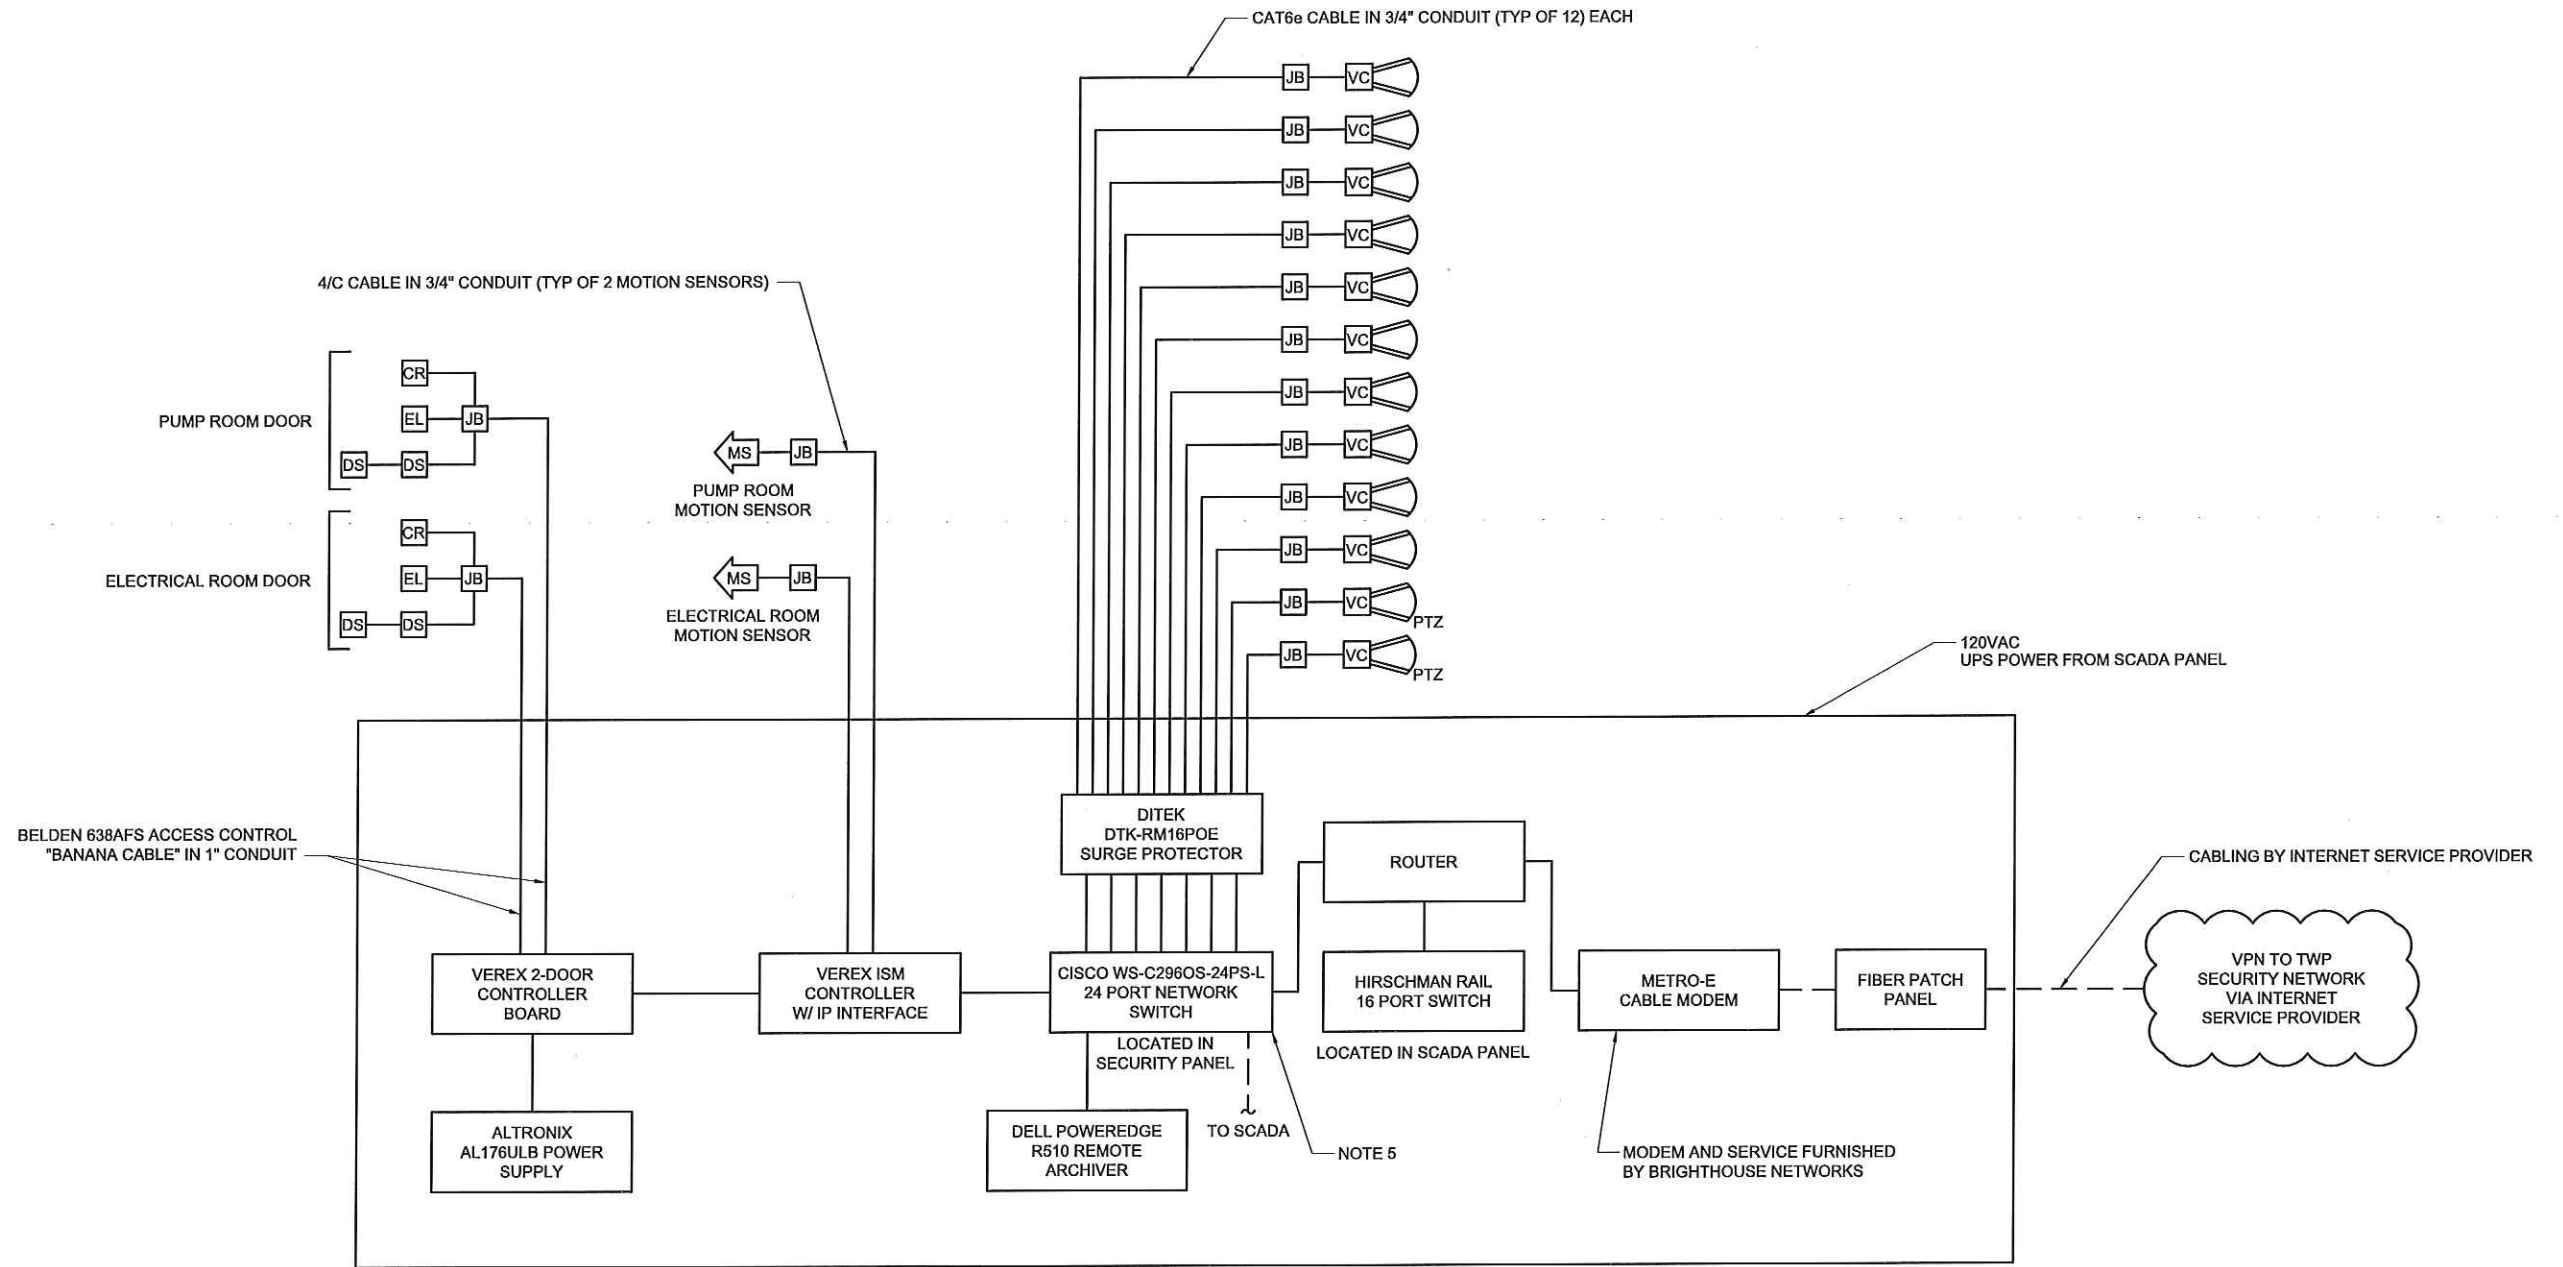 CAT6e CABLE IN 3/4" CONDUIT (TYP OF 12) EACH
JB VC
JB VC
JB VC
JB VC
JB VC
JB VC
JB VC
JB VC
JB VC
JB VC
JB VC
PTZ
JB VC
PTZ
4/C CABLE IN 3/4" CONDUIT (TYP OF 2 MOTION SENSORS)
PUMP ROOM DOOR
CR
EL JB
DS DS
ELECTRICAL ROOM DOOR
CR
EL JB
DS DS
MS JB
PUMP ROOM
MOTION SENSOR
MS JB
ELECTRICAL ROOM
MOTION SENSOR
120VAC
UPS POWER FROM SCADA PANEL
BELDEN 638AFS ACCESS CONTROL
"BANANA CABLE" IN 1" CONDUIT
DITEK
DTK-RM16POE
SURGE PROTECTOR
ROUTER
CABLING BY INTERNET SERVICE PROVIDER
VEREX 2-DOOR
CONTROLLER
BOARD
VEREX ISM
CONTROLLER
W/ IP INTERFACE
CISCO WS-C296OS-24PS-L
24 PORT NETWORK
SWITCH
LOCATED IN
SECURITY PANEL
HIRSCHMAN RAIL
16 PORT SWITCH
LOCATED IN SCADA PANEL
METRO-E
CABLE MODEM
FIBER PATCH
PANEL
VPN TO TWP
SECURITY NETWORK
VIA INTERNET
SERVICE PROVIDER
ALTRONIX
AL176ULB POWER
SUPPLY
DELL POWEREDGE
R510 REMOTE
ARCHIVER
TO SCADA
NOTE 5
MODEM AND SERVICE FURNISHED
BY BRIGHTHOUSE NETWORKS